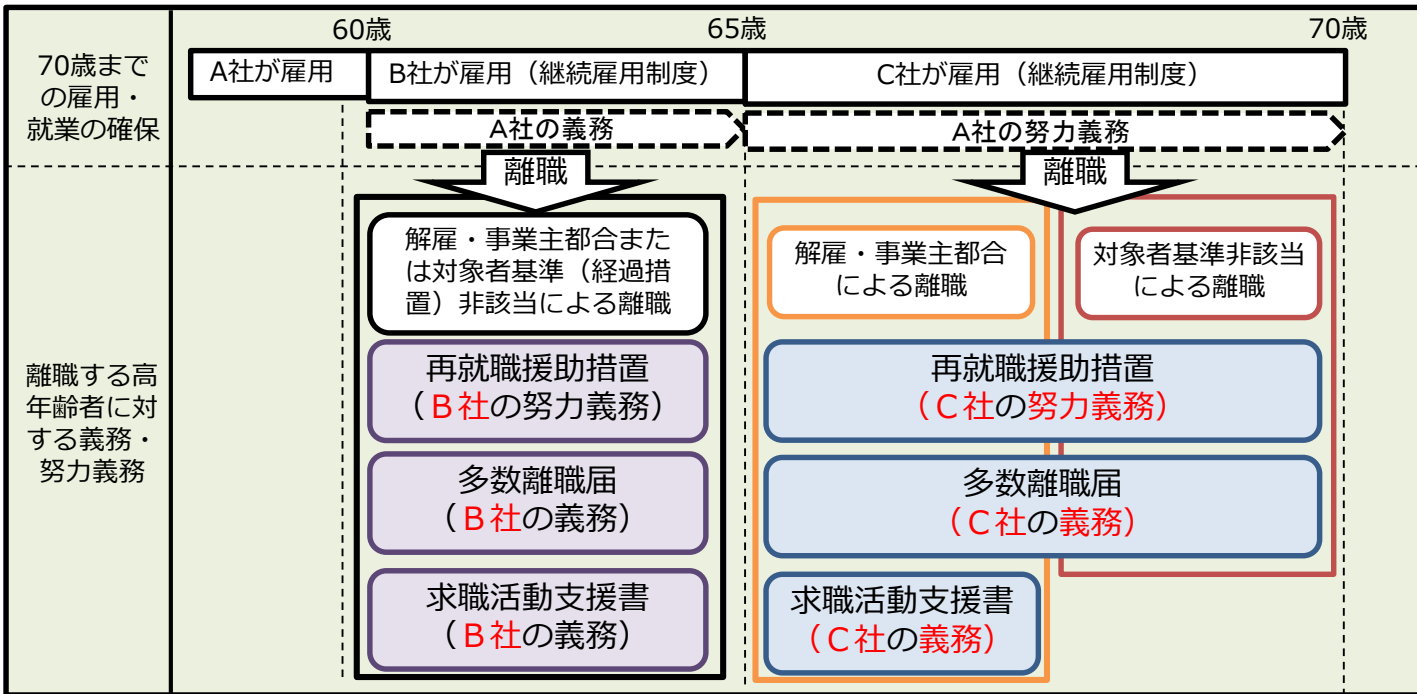 60歳
65歳
70歳
70歳まで
の雇用・
就業の確保
A社が雇用
B社が雇用（継続雇用制度）
C社が雇用（継続雇用制度）
A社の義務
A社の努力義務
離職
離職
離職する高
年齢者に対
する義務・
努力義務
解雇・事業主都合また
は対象者基準（経過措
置）非該当による離職
再就職援助措置
（Ｂ社の努力義務）
多数離職届
（Ｂ社の義務）
求職活動支援書
（Ｂ社の義務）
解雇・事業主都合
による離職
対象者基準非該当
による離職
再就職援助措置
（Ｃ社の努力義務）
多数離職届
（Ｃ社の義務）
求職活動支援書
（Ｃ社の義務）